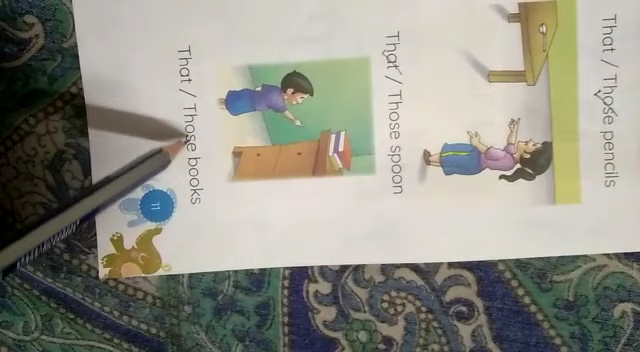 That / Those pencils
That / Those spoon
That / Those books
11